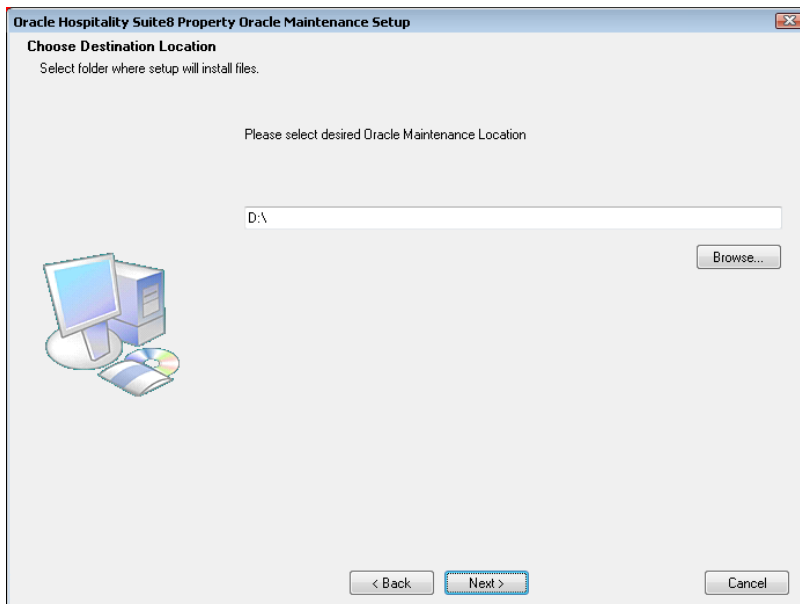 Oracle Hospitality Suite8 Property Oracle Maintenance Setup
Choose Destination Location
Select folder where setup will install files.
Please select desired Oracle Maintenance Location
D:\
Browse...
< Back
Next >
Cancel